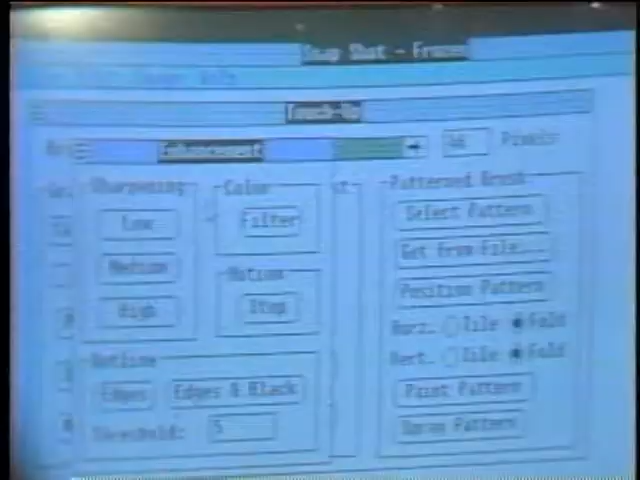 Snap Shot - Frozen
Touch-Up
Enhancement
Pixels
Sharpening
Low
Medium
High
Color
Filter
Motion
Stop
Outline
Edges
Edges & Black
Threshold: 5
Patterned Brush
Select Pattern
Get From File...
Position Pattern
Horz. Tile Fold
Vert. Tile Fold
Paint Pattern